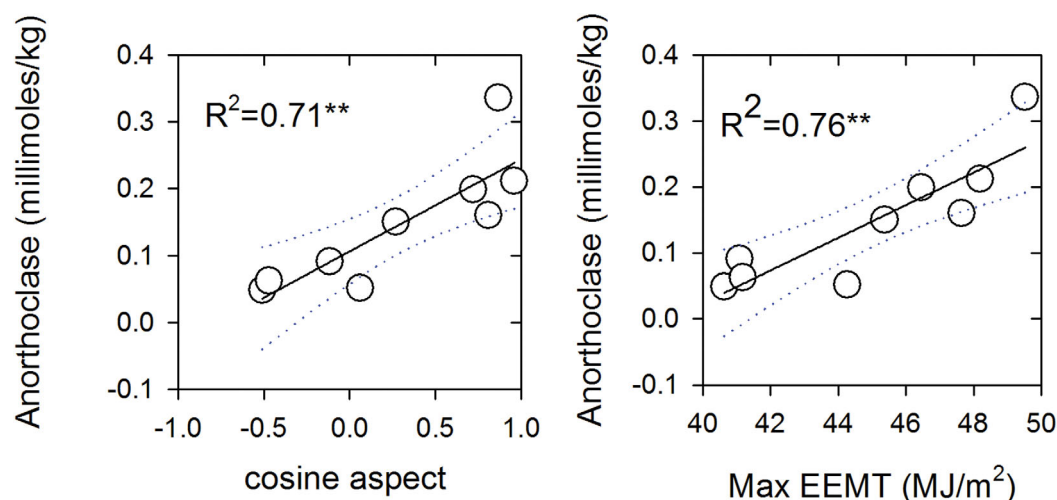 Anorthoclase (millimoles/kg)
0.4
0.3
0.2
0.1
0.0
-0.1
R²=0.71**
-1.0 -0.5 0.0 0.5 1.0
cosine aspect
Anorthoclase (millimoles/kg)
0.4
0.3
0.2
0.1
0.0
-0.1
R²=0.76**
40 42 44 46 48 50
Max EEMT (MJ/m²)